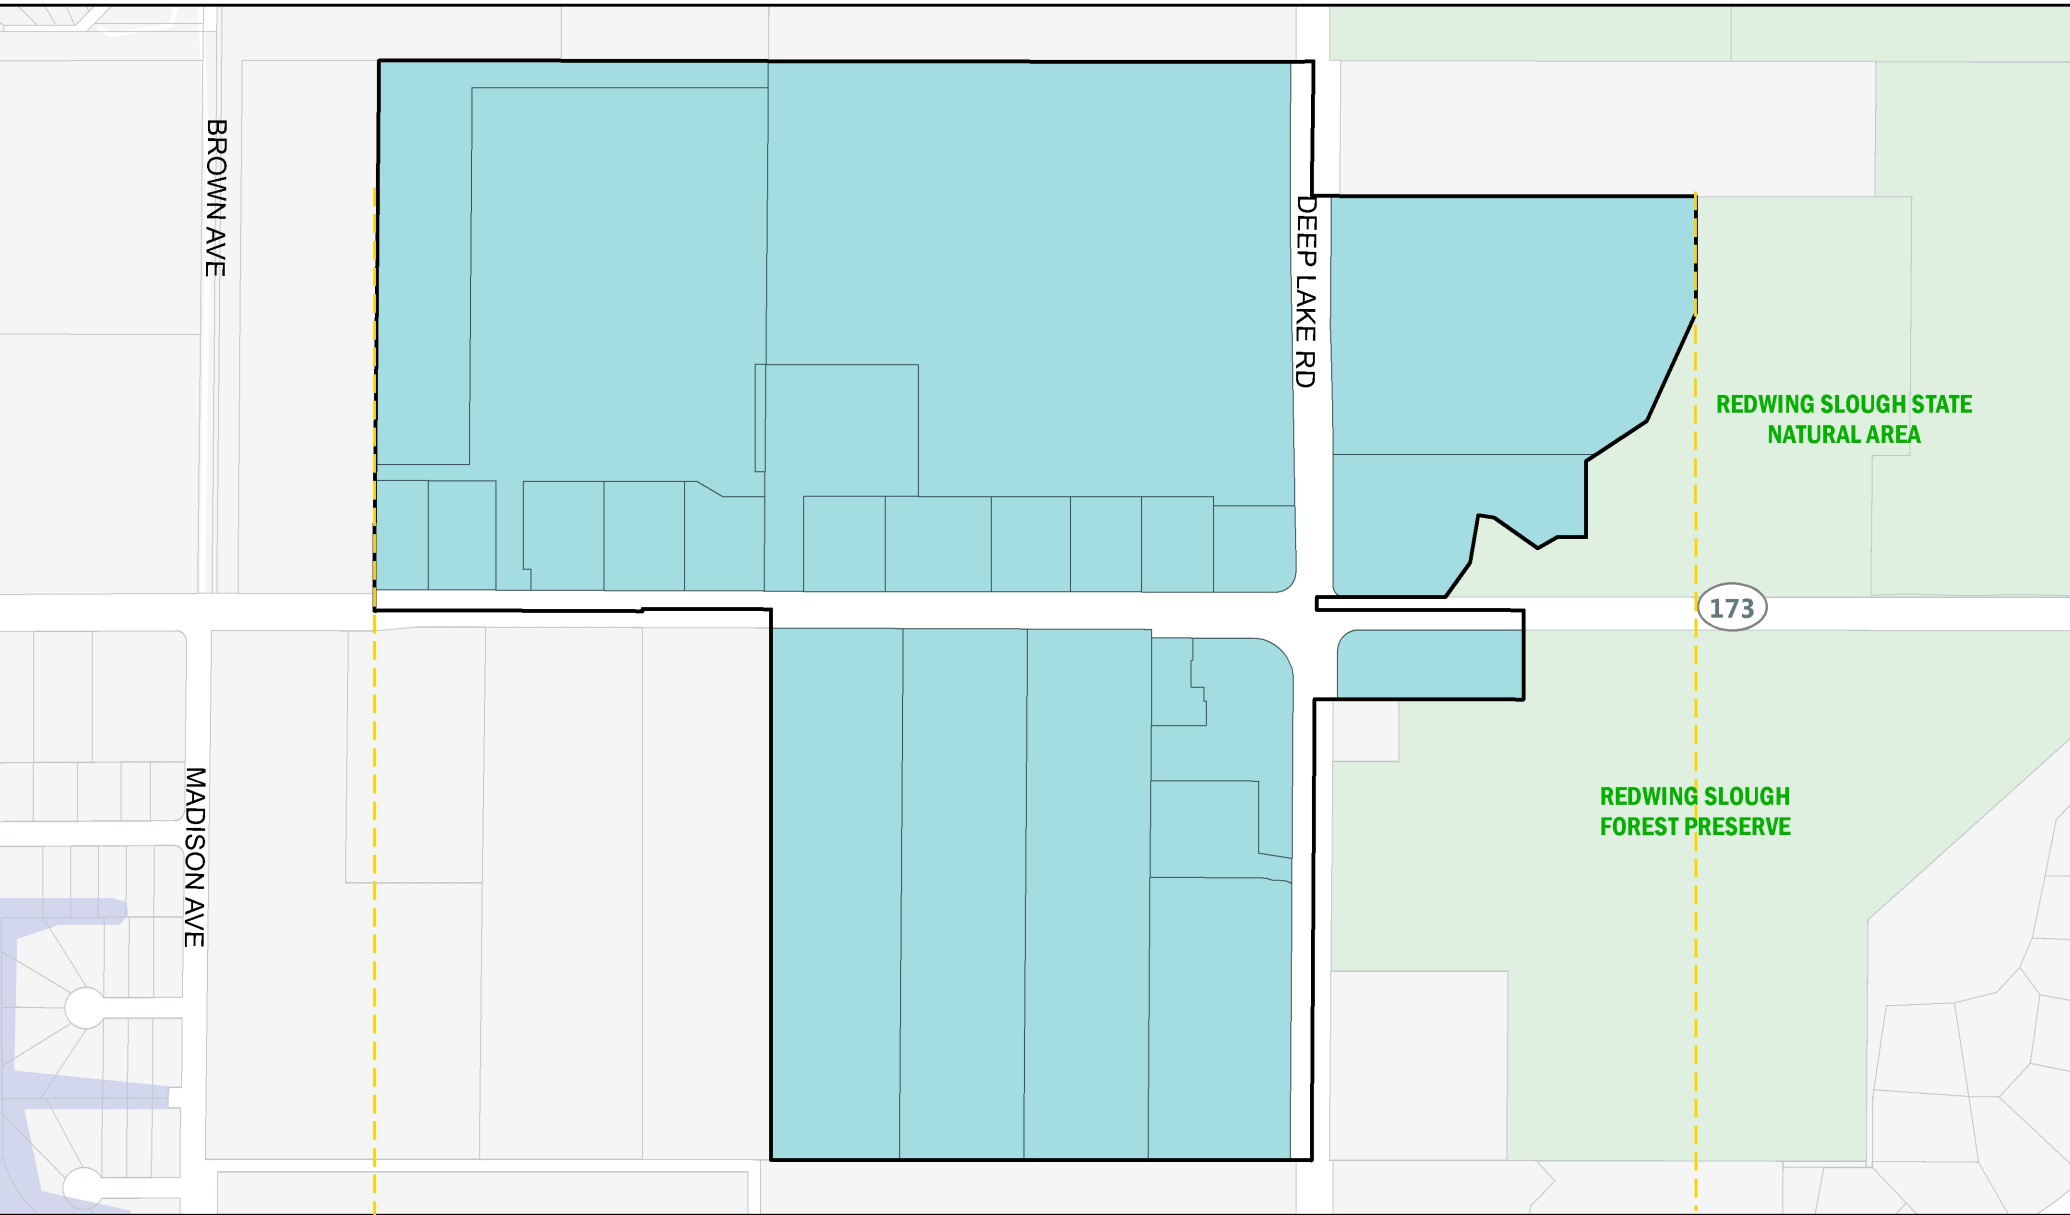 BROWN AVE
DEEP LAKE RD
REDWING SLOUGH STATE
NATURAL AREA
173
REDWING SLOUGH
FOREST PRESERVE
MADISON AVE